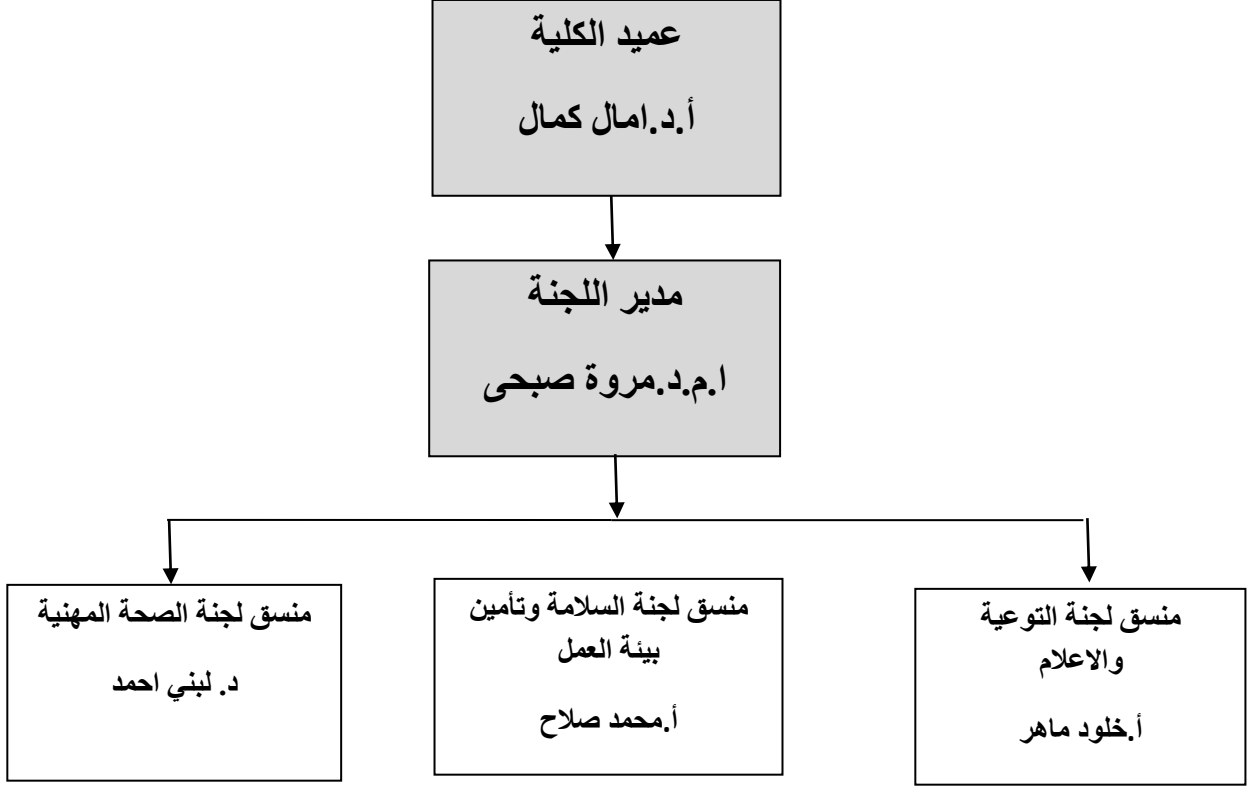 عميد الكلية
أ.د.امال كمال
مدير اللجنة
ا.م.د.مروة صبحى
منسق لجنة التوعية
والاعلام
أ.خلود ماهر
منسق لجنة السلامة وتأمين
بيئة العمل
أ.محمد صلاح
منسق لجنة الصحة المهنية
د. لبني احمد